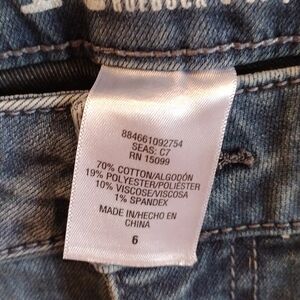 ROEBUCK
884661092754
SEAS: C7
RN 15099
70% COTTON/ALGODÓN
19% POLYESTER/POLIÉSTER
10% VISCOSE/VISCOSA
1% SPANDEX
MADE IN/HECHO EN
CHINA
6